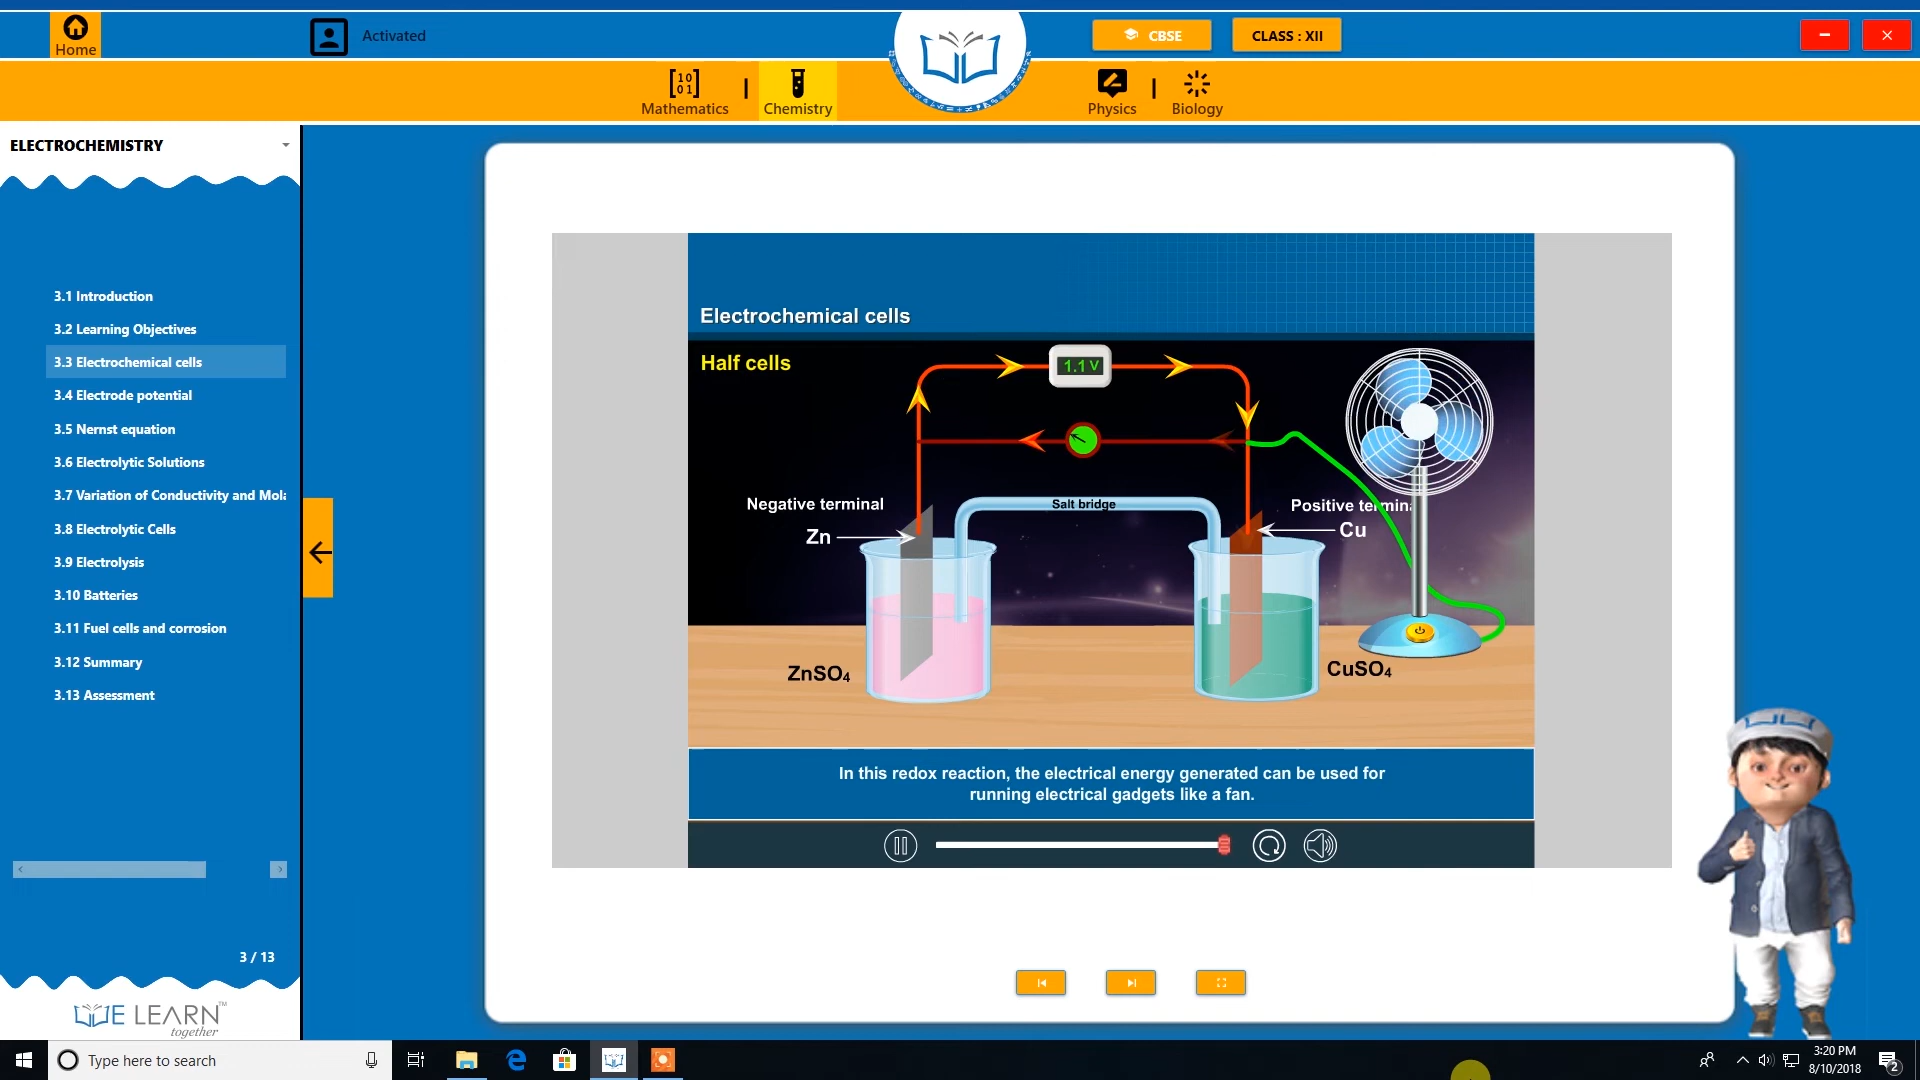 Home
Activated
CBSE
CLASS : XII
Mathematics
Chemistry
Physics
Biology
ELECTROCHEMISTRY
3.1 Introduction
3.2 Learning Objectives
3.3 Electrochemical cells
3.4 Electrode potential
3.5 Nernst equation
3.6 Electrolytic Solutions
3.7 Variation of Conductivity and Mola
3.8 Electrolytic Cells
3.9 Electrolysis
3.10 Batteries
3.11 Fuel cells and corrosion
3.12 Summary
3.13 Assessment
3 / 13
WE LEARN™
together
Electrochemical cells
Half cells
1.1 V
Negative terminal
Zn
Salt bridge
Positive termina
Cu
ZnSO₄
CuSO₄
In this redox reaction, the electrical energy generated can be used for
running electrical gadgets like a fan.
Type here to search
3:20 PM
8/10/2018
2